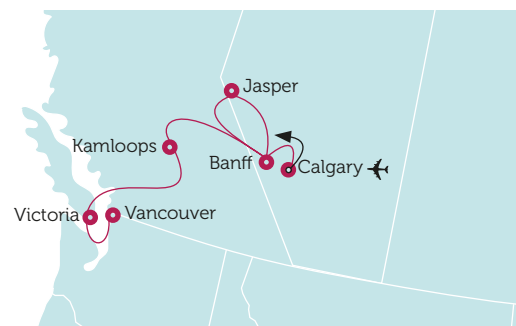 Jasper
Kamloops
Banff
Calgary
Victoria
Vancouver